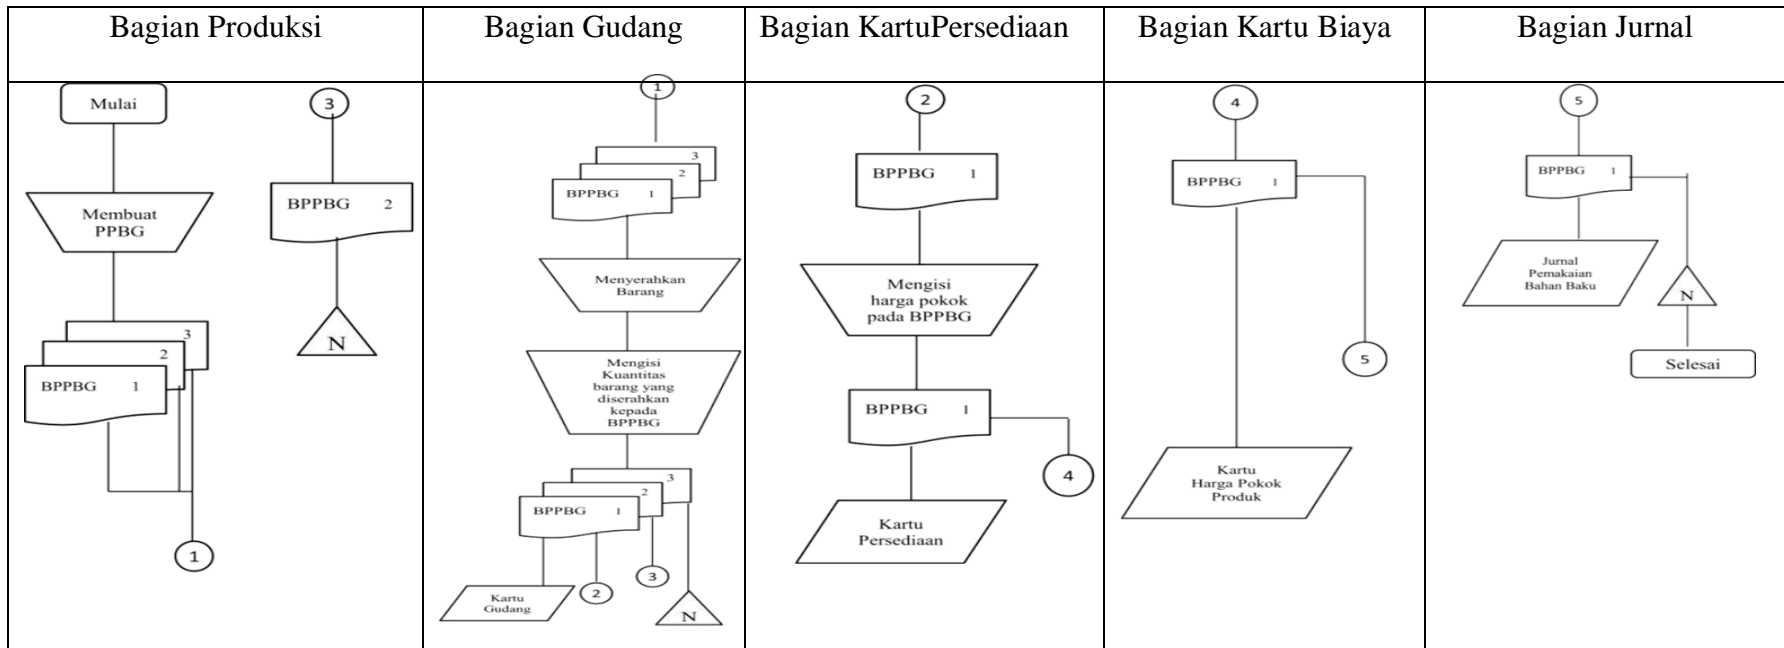 Bagian Produksi
Bagian Gudang
Bagian KartuPersediaan
Bagian Kartu Biaya
Bagian Jurnal
Mulai
Membuat
PPBG
3
2
BPPBG 1
1
3
BPPBG 2
N
1
3
2
BPPBG 1
Menyerahkan
Barang
Mengisi
Kuantitas
barang yang
diserahkan
kepada
BPPBG
3
2
BPPBG 1
Kartu
Gudang
2
3
N
2
BPPBG 1
Mengisi
harga pokok
pada BPPBG
BPPBG 1
4
Kartu
Persediaan
4
BPPBG 1
5
Kartu
Harga Pokok
Produk
5
BPPBG 1
Jurnal
Pemakaian
Bahan Baku
N
Selesai